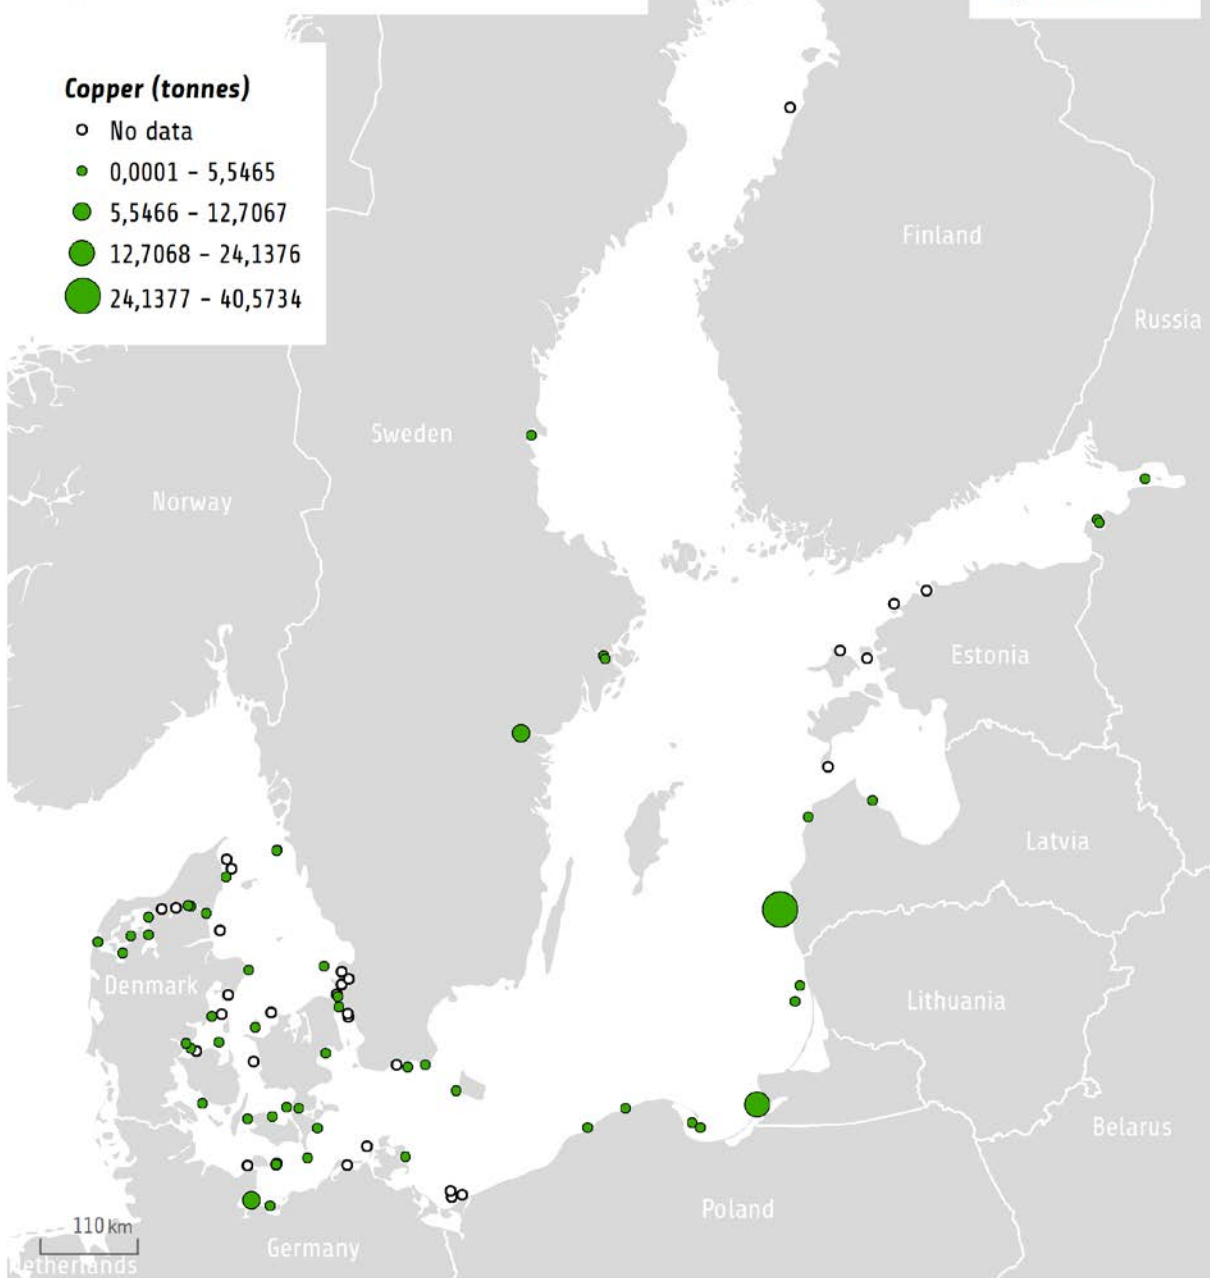 Copper (tonnes)
No data
0,0001 - 5,5465
5,5466 - 12,7067
12,7068 - 24,1376
24,1377 - 40,5734
Finland
Russia
Sweden
Norway
Estonia
Latvia
Denmark
Lithuania
Belarus
Poland
110 km
Germany
etherlands